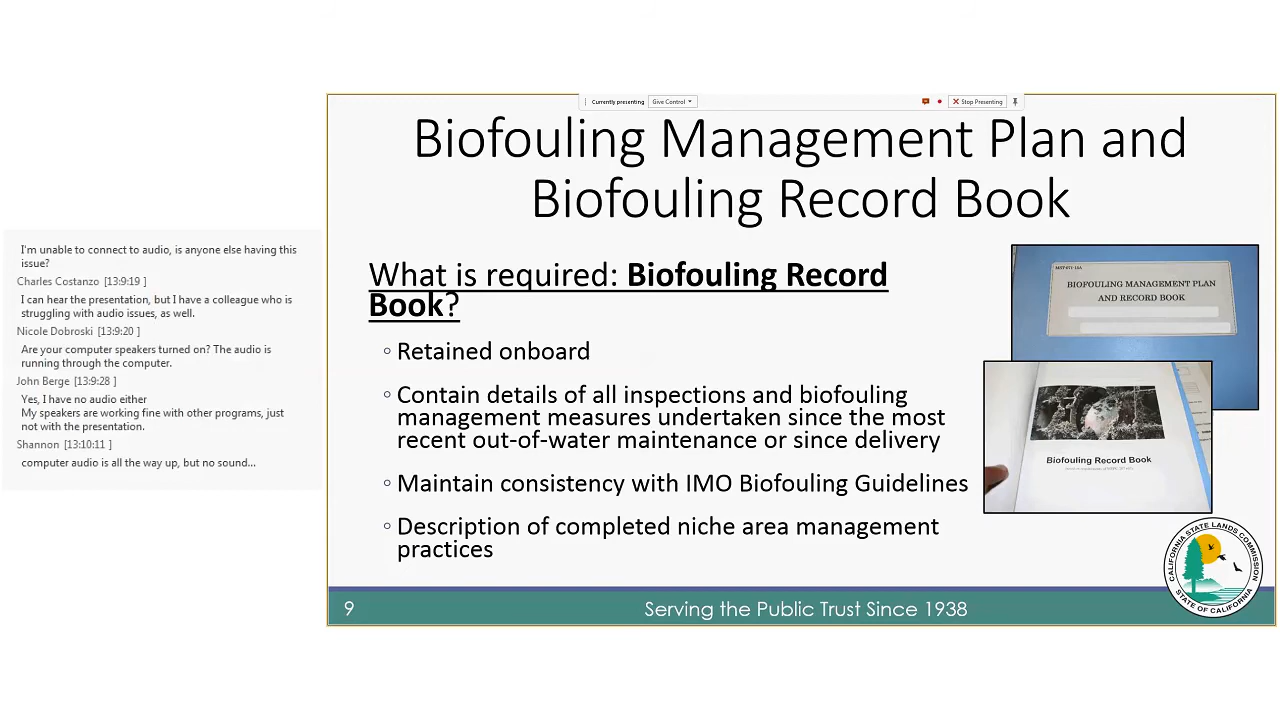 I'm unable to connect to audio, is anyone else having this
issue?
Charles Costanzo [13:9:19 ]
I can hear the presentation, but I have a colleague who is
struggling with audio issues, as well.
Nicole Dobroski [13:9:20 ]
Are your computer speakers turned on? The audio is
running through the computer.
John Berge [13:9:28 ]
Yes, I have no audio either
My speakers are working fine with other programs, just
not with the presentation.
Shannon [13:10:11 ]
computer audio is all the way up, but no sound...
Currently presenting
Give Control
Stop Presenting
Biofouling Management Plan and
Biofouling Record Book
What is required: Biofouling Record
Book?
◦ Retained onboard
◦ Contain details of all inspections and biofouling
management measures undertaken since the most
recent out-of-water maintenance or since delivery
◦ Maintain consistency with IMO Biofouling Guidelines
◦ Description of completed niche area management
practices
BIOFOULING MANAGEMENT PLAN
AND RECORD BOOK
Biofouling Record Book
CALIFORNIA STATE LANDS COMMISSION
STATE OF CALIFORNIA
9
Serving the Public Trust Since 1938